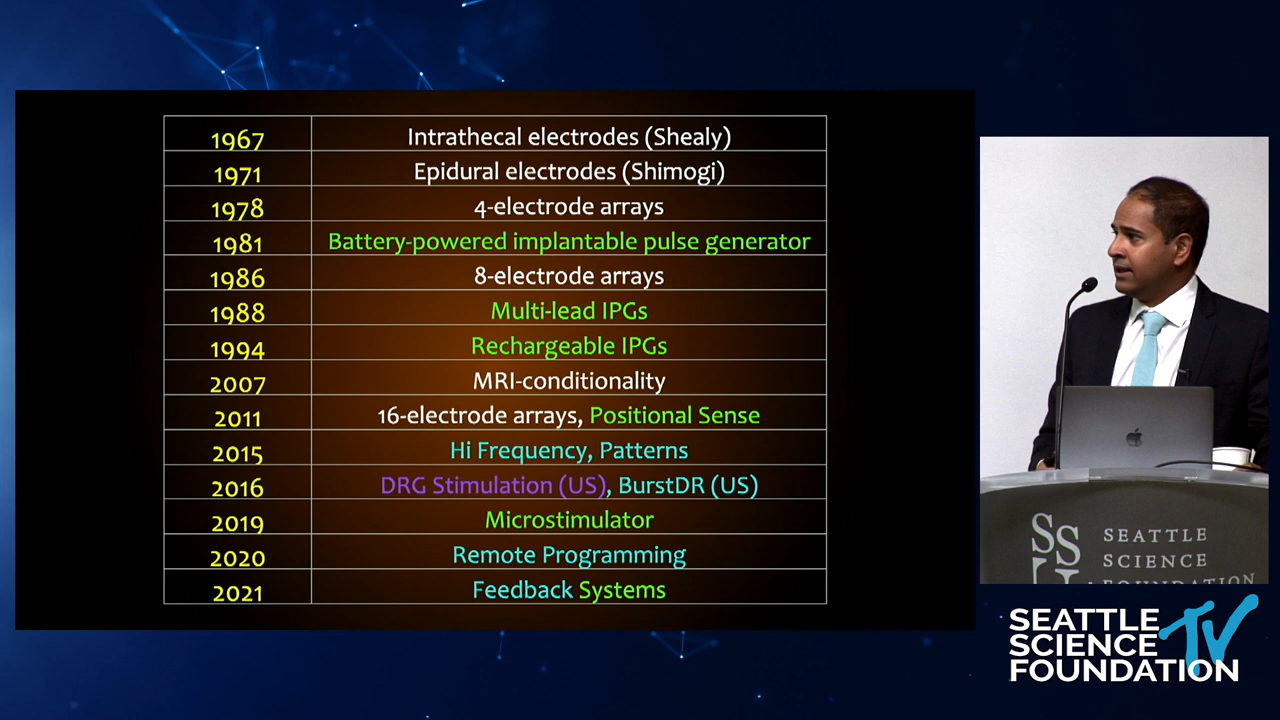 1967 Intrathecal electrodes (Shealy)
1971 Epidural electrodes (Shimogi)
1978 4-electrode arrays
1981 Battery-powered implantable pulse generator
1986 8-electrode arrays
1988 Multi-lead IPGs
1994 Rechargeable IPGs
2007 MRI-conditionality
2011 16-electrode arrays, Positional Sense
2015 Hi Frequency, Patterns
2016 DRG Stimulation (US), BurstDR (US)
2019 Microstimulator
2020 Remote Programming
2021 Feedback Systems
SS
SEATTLE
SCIENCE
FOUNDATION
SEATTLE
SCIENCE
FOUNDATION
TV